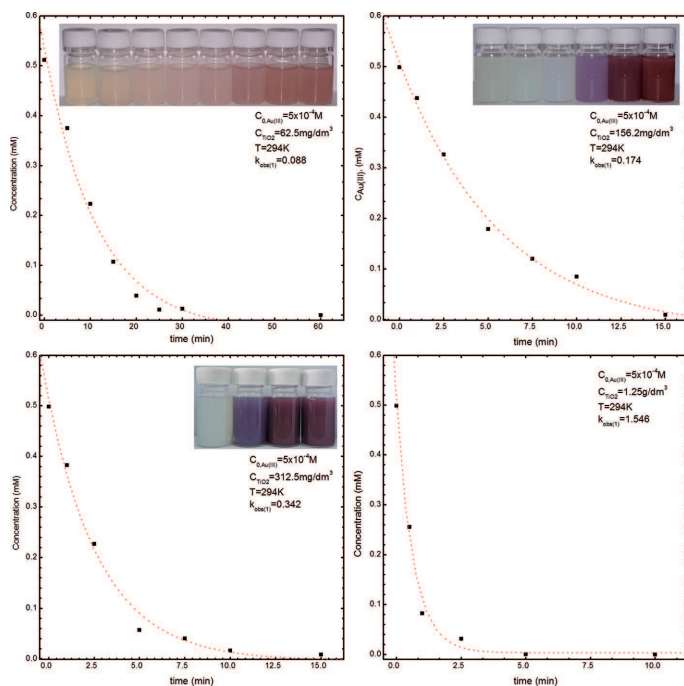 0.6
0.5
0.4
0.3
0.2
0.1
0.0
Concentration (mM)
C0,Au(III)=5x10⁻⁴M
CTiO2=62.5mg/dm³
T=294K
kobs(1)=0.088
0 10 20 30 40 50 60
time (min)
0.6
0.5
0.4
0.3
0.2
0.1
0.0
CAu(III),
C0,Au(III)=5x10⁻⁴M
CTiO2=156.2mg/dm³
T=294K
kobs(1)=0.174
0.0 2.5 5.0 7.5 10.0 12.5 15.0
time (min)
0.6
0.5
0.4
0.3
0.2
0.1
0.0
Concentration (mM)
C0,Au(III)=5x10⁻⁴M
CTiO2=312.5mg/dm³
T=294K
kobs(1)=0.342
0.0 2.5 5.0 7.5 10.0 12.5 15.0
time (min)
0.6
0.5
0.4
0.3
0.2
0.1
0.0
Concentration (mM)
C0,Au(III)=5x10⁻⁴M
CTiO2=1.25g/dm³
T=294K
kobs(1)=1.546
0.0 2.5 5.0 7.5 10.0
time (min)